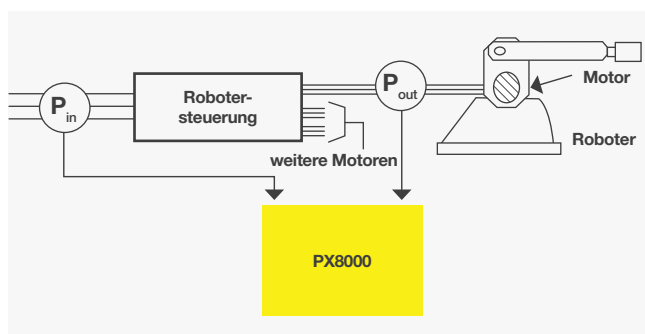 P in
Roboter-
steuerung
P out
Motor
Roboter
weitere Motoren
PX8000